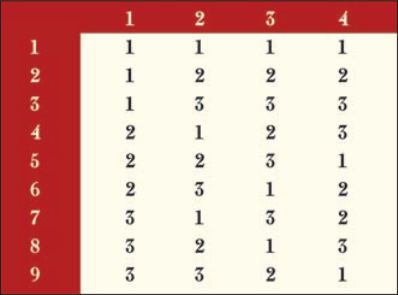 1 2 3 4
1 1 1 1 1
2 1 2 2 2
3 1 3 3 3
4 2 1 2 3
5 2 2 3 1
6 2 3 1 2
7 3 1 3 2
8 3 2 1 3
9 3 3 2 1